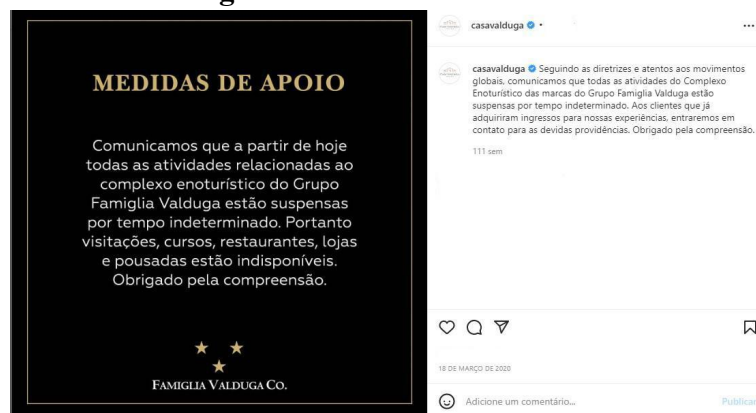 MEDIDAS DE APOIO
Comunicamos que a partir de hoje
todas as atividades relacionadas ao
complexo enoturístico do Grupo
Famiglia Valduga estão suspensas
por tempo indeterminado. Portanto
visitações, cursos, restaurantes, lojas
e pousadas estão indisponíveis.
Obrigado pela compreensão.
FAMIGLIA VALDUGA CO.
casavalduga •
casavalduga Seguindo as diretrizes e atentos aos movimentos
globais, comunicamos que todas as atividades do Complexo
Enoturístico das marcas do Grupo Famiglia Valduga estão
suspensas por tempo indeterminado. Aos clientes que já
adquiriram ingressos para nossas experiências, entraremos em
contato para as devidas providências. Obrigado pela compreensão.
111 sem
18 DE MARÇO DE 2020
Adicione um comentário...